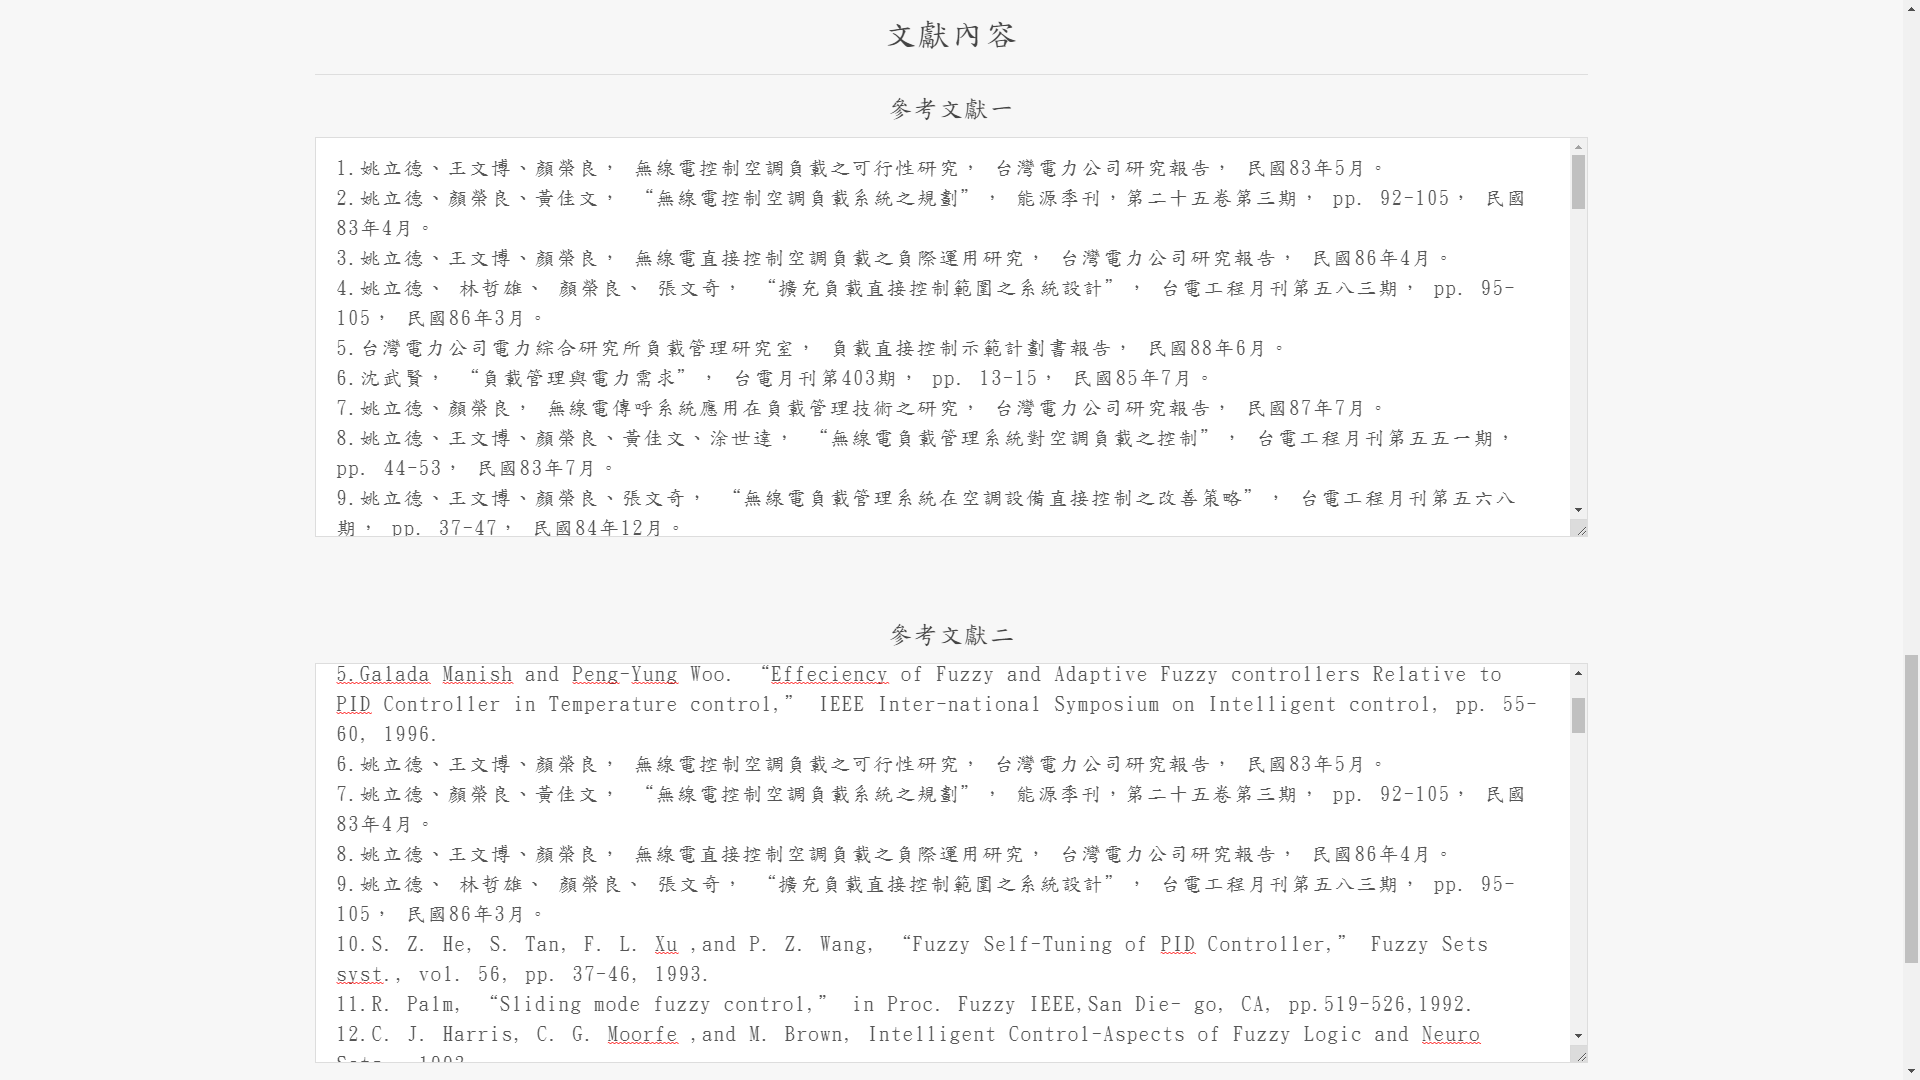 文獻內容
參考文獻一
1.姚立德、王文博、顏榮良， 無線電控制空調負載之可行性研究， 台灣電力公司研究報告， 民國83年5月。
2.姚立德、顏榮良、黃佳文， “無線電控制空調負載系統之規劃”， 能源季刊，第二十五卷第三期， pp. 92-105， 民國
83年4月。
3.姚立德、王文博、顏榮良， 無線電直接控制空調負載之負際運用研究， 台灣電力公司研究報告， 民國86年4月。
4.姚立德、 林哲雄、 顏榮良、 張文奇， “擴充負載直接控制範圍之系統設計”， 台電工程月刊第五八三期， pp. 95-
105， 民國86年3月。
5.台灣電力公司電力綜合研究所負載管理研究室， 負載直接控制示範計劃書報告， 民國88年6月。
6.沈武賢， “負載管理與電力需求”， 台電月刊第403期， pp. 13-15， 民國85年7月。
7.姚立德、顏榮良， 無線電傳呼系統應用在負載管理技術之研究， 台灣電力公司研究報告， 民國87年7月。
8.姚立德、王文博、顏榮良、黃佳文、涂世達， “無線電負載管理系統對空調負載之控制”， 台電工程月刊第五五一期，
pp. 44-53， 民國83年7月。
9.姚立德、王文博、顏榮良、張文奇， “無線電負載管理系統在空調設備直接控制之改善策略”， 台電工程月刊第五六八
期， pp. 37-47， 民國84年12月。
參考文獻二
5.Galada Manish and Peng-Yung Woo. “Effeciency of Fuzzy and Adaptive Fuzzy controllers Relative to
PID Controller in Temperature control,” IEEE Inter-national Symposium on Intelligent control, pp. 55-
60, 1996.
6.姚立德、王文博、顏榮良， 無線電控制空調負載之可行性研究， 台灣電力公司研究報告， 民國83年5月。
7.姚立德、顏榮良、黃佳文， “無線電控制空調負載系統之規劃”， 能源季刊，第二十五卷第三期， pp. 92-105， 民國
83年4月。
8.姚立德、王文博、顏榮良， 無線電直接控制空調負載之負際運用研究， 台灣電力公司研究報告， 民國86年4月。
9.姚立德、 林哲雄、 顏榮良、 張文奇， “擴充負載直接控制範圍之系統設計”， 台電工程月刊第五八三期， pp. 95-
105， 民國86年3月。
10.S. Z. He, S. Tan, F. L. Xu ,and P. Z. Wang, “Fuzzy Self-Tuning of PID Controller,” Fuzzy Sets
syst., vol. 56, pp. 37-46, 1993.
11.R. Palm, “Sliding mode fuzzy control,” in Proc. Fuzzy IEEE,San Die- go, CA, pp.519-526,1992.
12.C. J. Harris, C. G. Moorfe ,and M. Brown, Intelligent Control-Aspects of Fuzzy Logic and Neuro